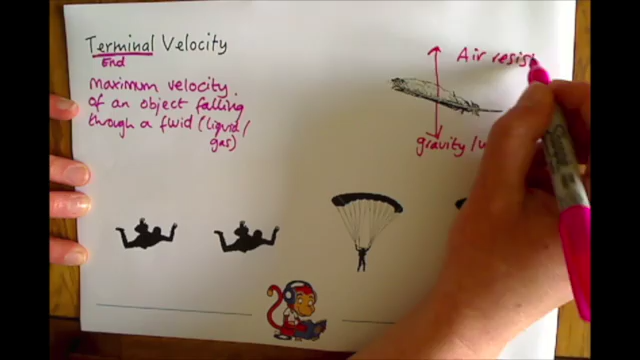 Terminal Velocity
End
Maximum velocity
of an object falling
through a fluid (liquid/
gas)
Air resis
gravity/